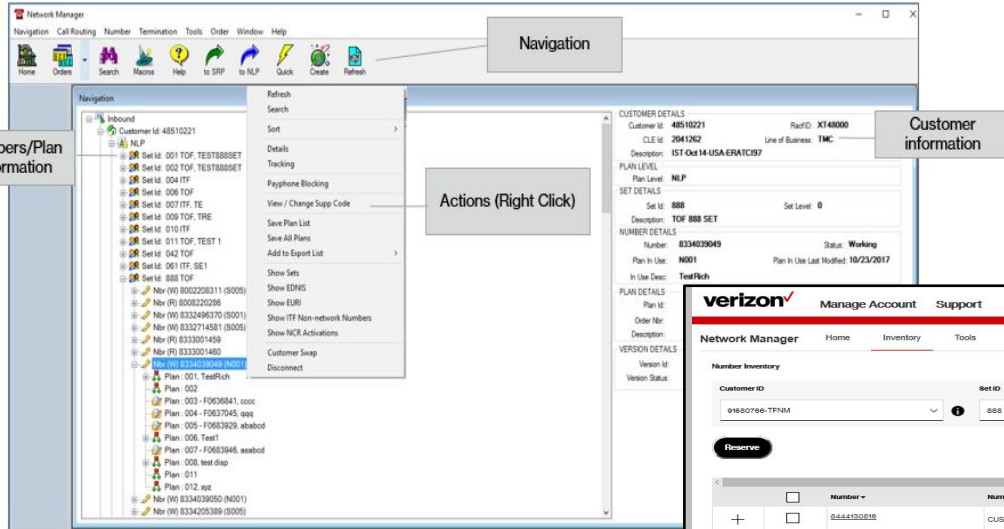 Network Manager
Navigation Call Routing Number Termination Tools Order Window Help
Home Orders Search Macros Help to SRP to NLP Quick Create Refresh
Navigation
Navigation
Inbound
Customer Id: 48510221
NLP
Set Id: 001 TOF, TEST888SET
Set Id: 002 TOF, TEST888SET
Set Id: 004 ITF
Set Id: 006 TOF
Set Id: 007 ITF, TE
Set Id: 009 TOF, TRE
Set Id: 010 ITF
Set Id: 011 TOF, TEST 1
Set Id: 042 TOF
Set Id: 061 ITF, SE1
Set Id: 888 TOF
Nbr (W) 8002208311 (S005)
Nbr (R) 8008220286
Nbr (W) 8332496370 (S001)
Nbr (W) 8332714581 (S005)
Nbr (R) 8333001459
Nbr (R) 8333001460
Nbr (W) 8334039049 (N001)
Plan : 001, TestRich
Plan : 002
Plan : 003 - F0636841, cccc
Plan : 004 - F0637045, qqq
Plan : 005 - F0683929, ababcd
Plan : 006, Test1
Plan : 007 - F0683946, aeabcd
Plan : 008, test disp
Plan : 011
Plan : 012, xyz
Nbr (W) 8334039050 (N001)
Nbr (W) 8334205389 (S005)
Refresh
Search
Sort
Details
Tracking
Payphone Blocking
View / Change Supp Code
Save Plan List
Save All Plans
Add to Export List
Show Sets
Show EDNIS
Show EURI
Show ITF Non-network Numbers
Show NCR Activations
Customer Swap
Disconnect
bers/Plan
rmation
Actions (Right Click)
Customer
information
CUSTOMER DETAILS
Customer Id: 48510221 RacfID: XT48000
CLE Id: 2041262 Line of Business: TMC
Description: IST-Oct14-USA-ERATCI97
PLAN LEVEL
Plan Level: NLP
SET DETAILS
Set Id: 888 Set Level: 0
Description: TOF 888 SET
NUMBER DETAILS
Number: 8334039049 Status: Working
Plan In Use: N001 Plan In Use Last Modified: 10/23/2017
In Use Desc: TestRich
PLAN DETAILS
Plan Id:
Order Nbr:
Description:
VERSION DETAILS
Version Id:
Version Status:
verizon✓ Manage Account Support
Network Manager Home Inventory Tools
Number Inventory
Customer ID Set ID
91680766-TFNM 888
Reserve
Number Num
8444130816 CUS